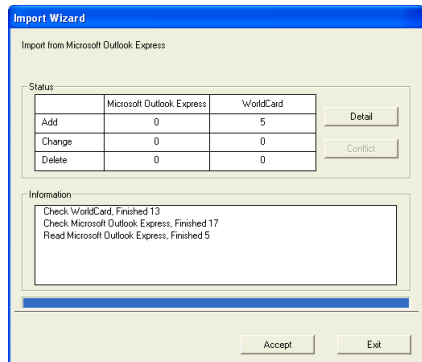 Import Wizard
Import from Microsoft Outlook Express
Status
Microsoft Outlook Express WorldCard
Add 0 5
Detail
Change 0 0
Conflict
Delete 0 0
Information
Check WorldCard, Finished 13
Check Microsoft Outlook Express, Finished 17
Read Microsoft Outlook Express, Finished 5
Accept Exit